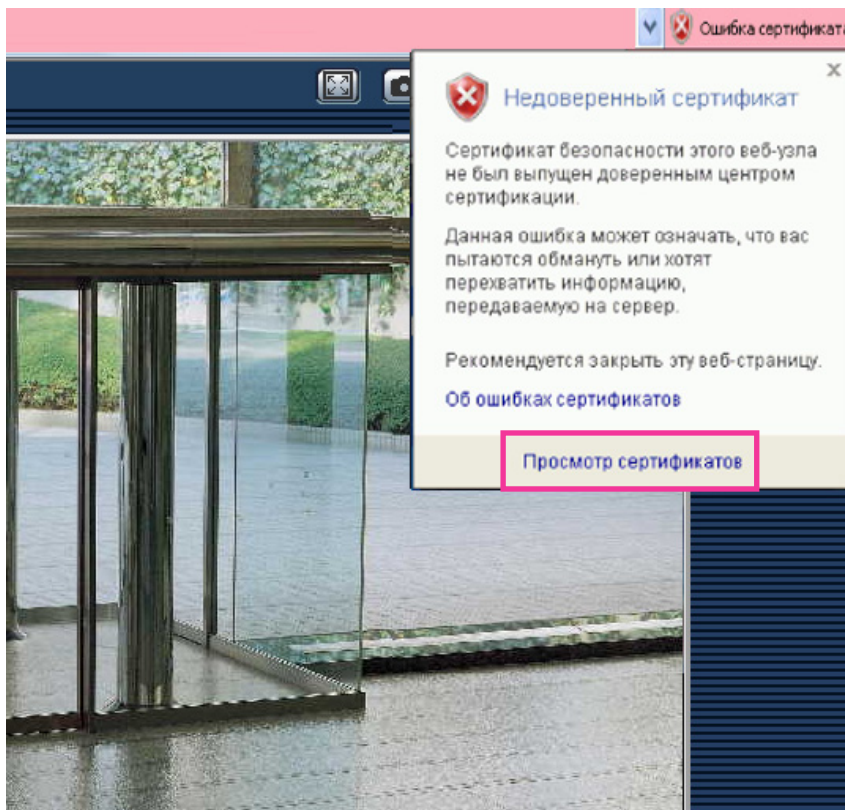 Ошибка сертификата
Недоверенный сертификат
Сертификат безопасности этого веб-узла
не был выпущен доверенным центром
сертификации.
Данная ошибка может означать, что вас
пытаются обмануть или хотят
перехватить информацию,
передаваемую на сервер.
Рекомендуется закрыть эту веб-страницу.
Об ошибках сертификатов
Просмотр сертификатов